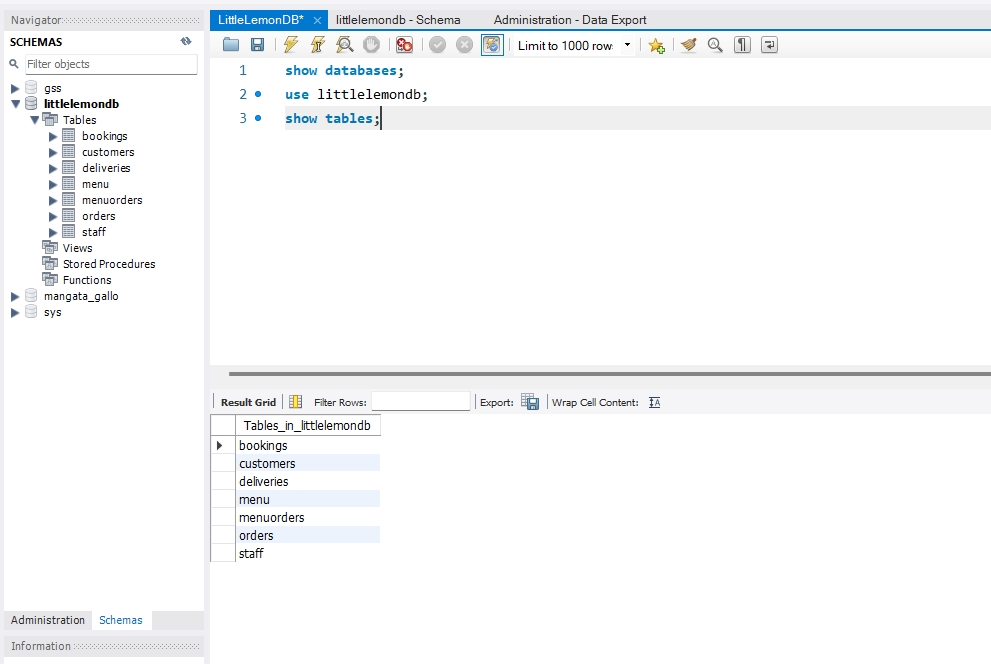 Navigator
SCHEMAS
Filter objects
gss
littlelemondb
Tables
bookings
customers
deliveries
menu
menuorders
orders
staff
Views
Stored Procedures
Functions
mangata_gallo
sys
Administration Schemas
Information
LittleLemonDB* × littlelemondb - Schema Administration - Data Export
Limit to 1000 row:
1 show databases;
2 use littlelemondb;
3 show tables;
Result Grid Filter Rows: Export: Wrap Cell Content: IA
Tables_in_littlelemondb
bookings
customers
deliveries
menu
menuorders
orders
staff